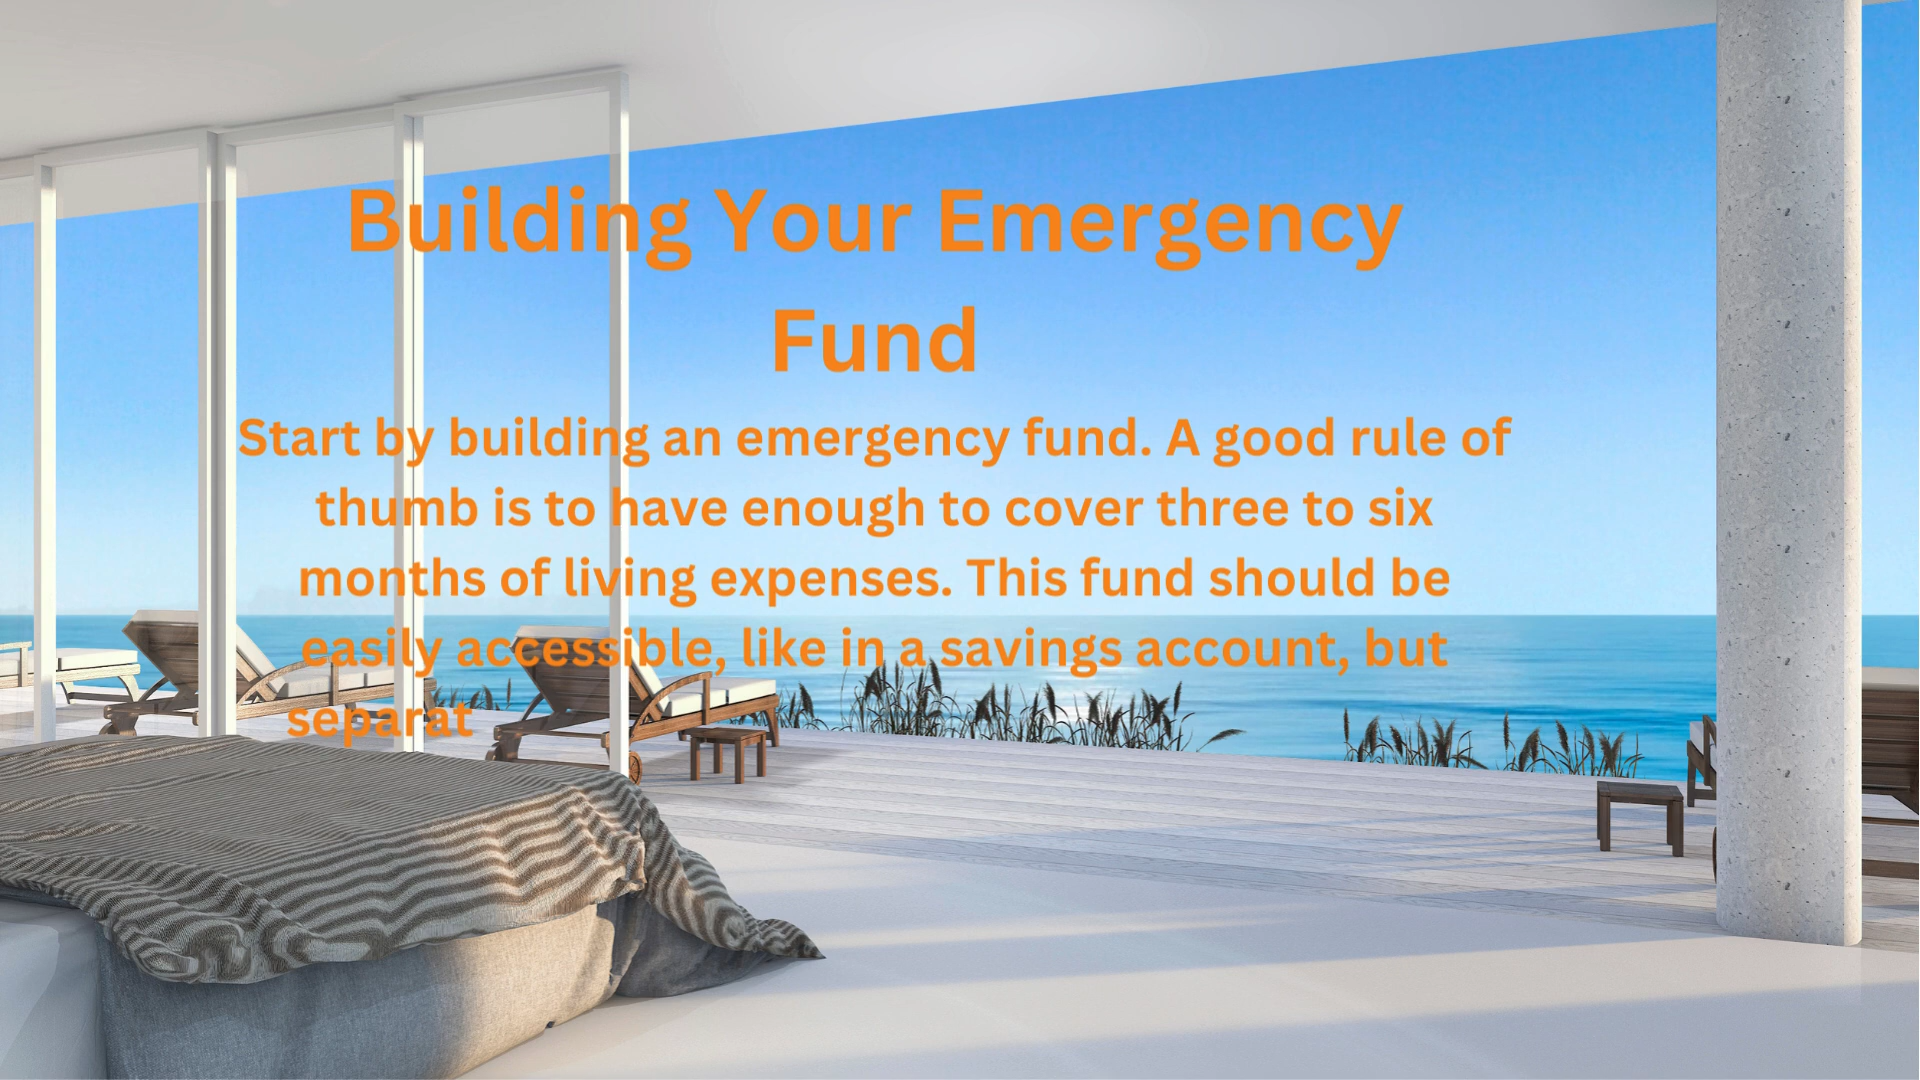 Building Your Emergency
Fund
Start by building an emergency fund. A good rule of
thumb is to have enough to cover three to six
months of living expenses. This fund should be
easily accessible, like in a savings account, but
separat